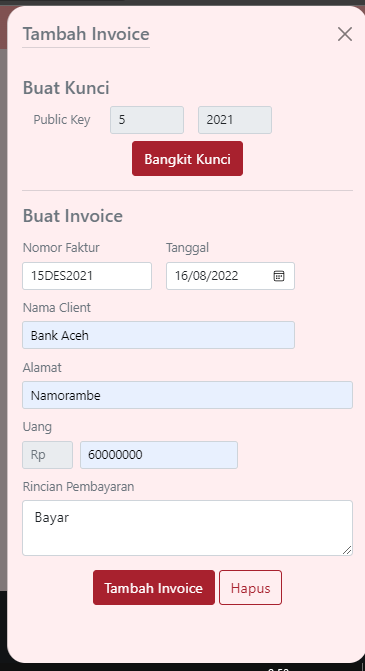 Tambah Invoice
Buat Kunci
Public Key 5 2021
Bangkit Kunci
Buat Invoice
Nomor Faktur Tanggal
15DES2021 16/08/2022
Nama Client
Bank Aceh
Alamat
Namorambe
Uang
Rp 60000000
Rincian Pembayaran
Bayar
Tambah Invoice Hapus